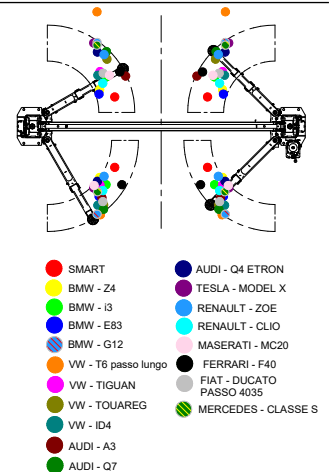 SMART
BMW - Z4
BMW - i3
BMW - E83
BMW - G12
VW - T6 passo lungo
VW - TIGUAN
VW - TOUAREG
VW - ID4
AUDI - A3
AUDI - Q7
AUDI - Q4 ETRON
TESLA - MODEL X
RENAULT - ZOE
RENAULT - CLIO
MASERATI - MC20
FERRARI - F40
FIAT - DUCATO
PASSO 4035
MERCEDES - CLASSE S